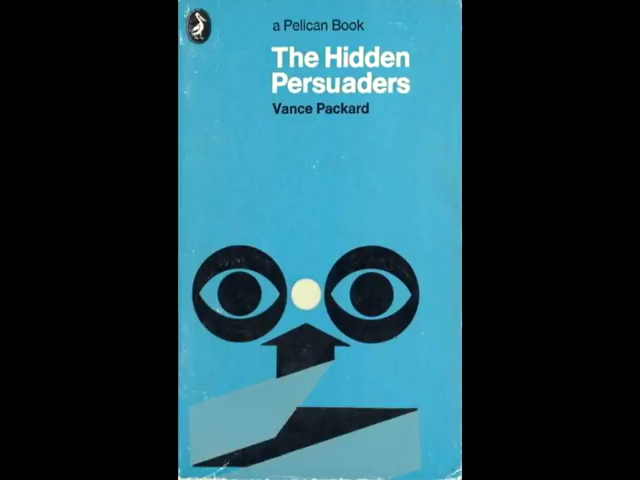 a Pelican Book
The Hidden
Persuaders
Vance Packard